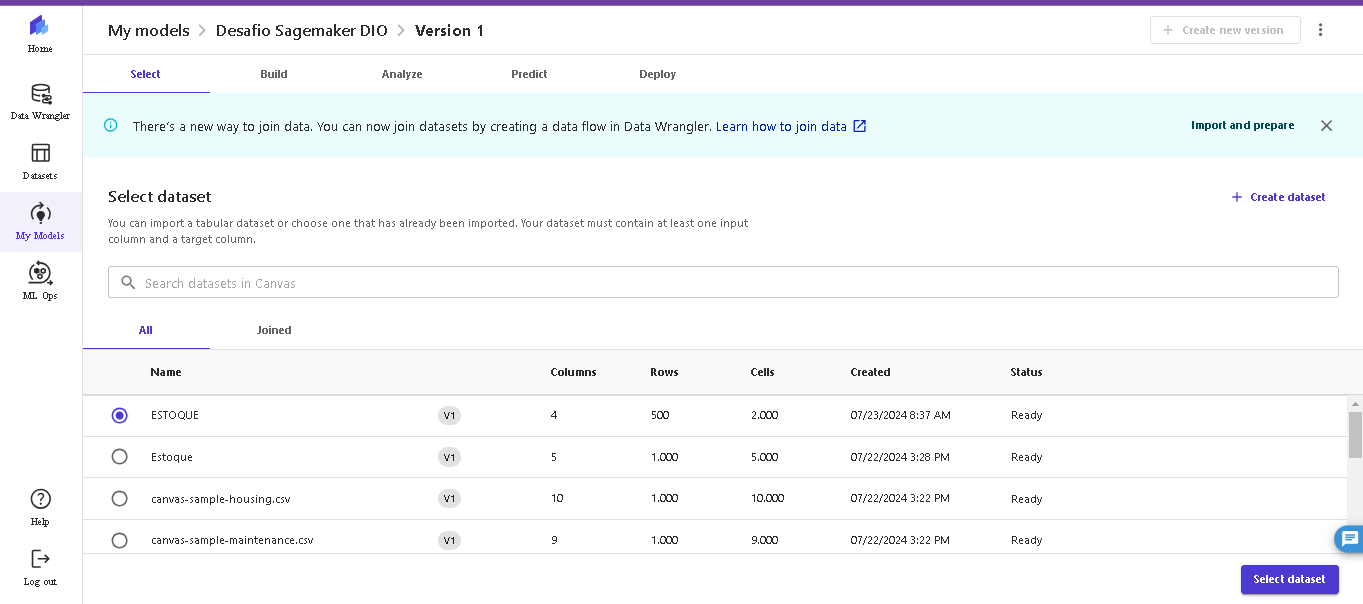 My models > Desafio Sagemaker DIO > Version 1
+ Create new version
Home
Data Wrangler
Datasets
My Models
ML Ops
Help
Log out
Select Build Analyze Predict Deploy
There's a new way to join data. You can now join datasets by creating a data flow in Data Wrangler. Learn how to join data
Import and prepare
Select dataset
+ Create dataset
You can import a tabular dataset or choose one that has already been imported. Your dataset must contain at least one input
column and a target column.
Search datasets in Canvas
All Joined
Name Columns Rows Cells Created Status
ESTOQUE V1 4 500 2.000 07/23/2024 8:37 AM Ready
Estoque V1 5 1.000 5.000 07/22/2024 3:28 PM Ready
canvas-sample-housing.csv V1 10 1.000 10.000 07/22/2024 3:22 PM Ready
canvas-sample-maintenance.csv V1 9 1.000 9.000 07/22/2024 3:22 PM Ready
Select dataset